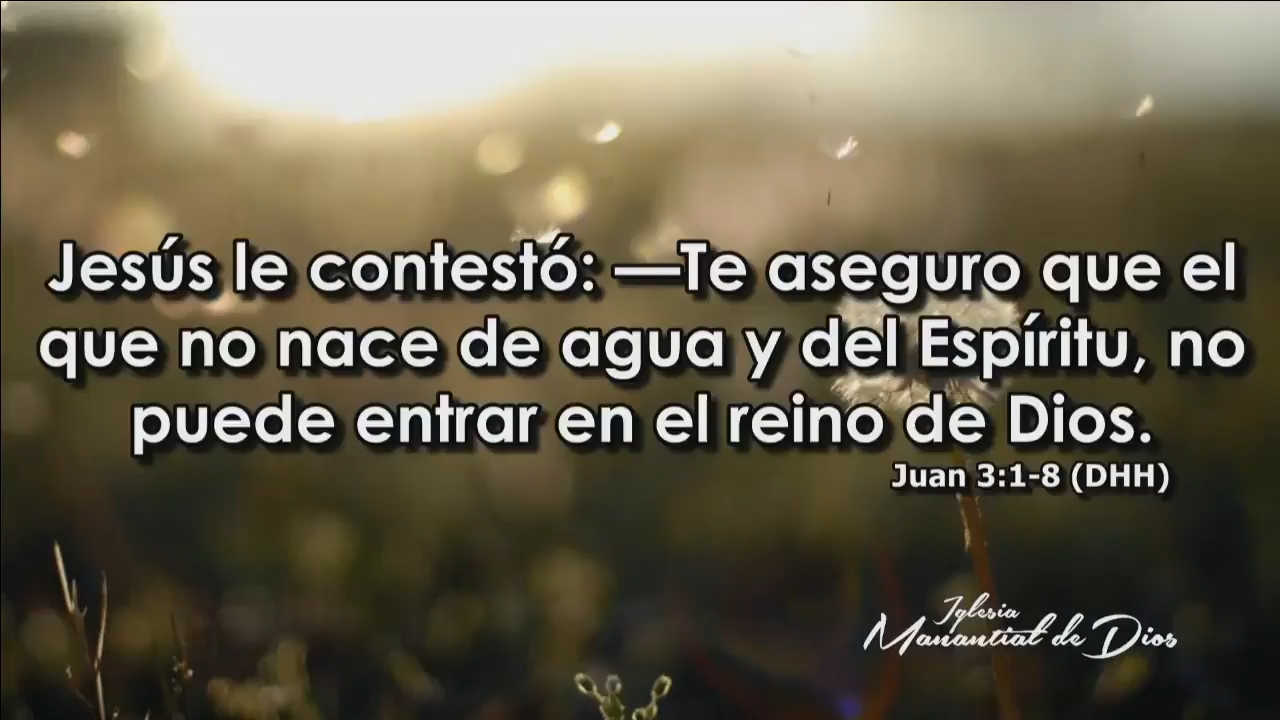 Jesús le contestó: —Te aseguro que el
que no nace de agua y del Espíritu, no
puede entrar en el reino de Dios.
Juan 3:1-8 (DHH)
Iglesia
Manantial de Dios